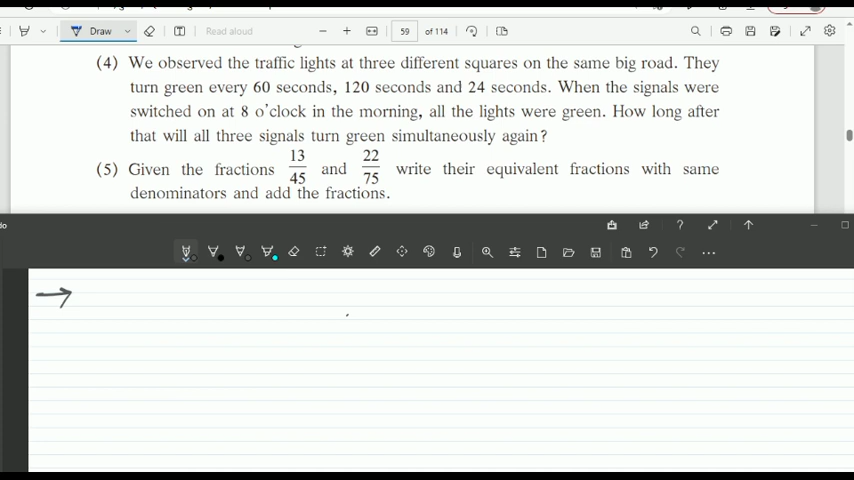 Draw
Read aloud
59 of 114
(4) We observed the traffic lights at three different squares on the same big road. They
turn green every 60 seconds, 120 seconds and 24 seconds. When the signals were
switched on at 8 o'clock in the morning, all the lights were green. How long after
that will all three signals turn green simultaneously again?
(5) Given the fractions 13/45 and 22/75 write their equivalent fractions with same
denominators and add the fractions.